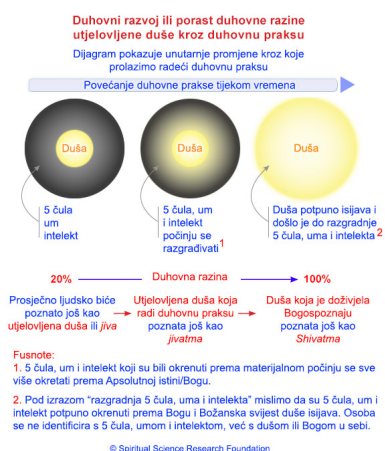 Duhovni razvoj ili porast duhovne razine
utjelovljene duše kroz duhovnu praksu
Dijagram pokazuje unutarnje promjene kroz koje
prolazimo radeći duhovnu praksu
Povećanje duhovne prakse tijekom vremena
Duša
Duša
Duša
5 čula
um
intelekt
5 čula, um
i intelekt
počinju se
razgrađivati 1
Duša potpuno isijava i
došlo je do razgradnje
5 čula, uma i intelekta 2
20%
Duhovna razina
100%
Prosječno ljudsko biće
poznato još kao
utjelovljena duša ili jiva
Utjelovljena duša koja
radi duhovnu praksu
poznata još kao
jivatma
Duša koja je doživjela
Bogospoznaju
poznata još kao
Shivatma
Fusnote:
1. 5 čula, um i intelekt koji su bili okrenuti prema materijalnom počinju se sve
više okretati prema Apsolutnoj istini/Bogu.
2. Pod izrazom “razgradnja 5 čula, uma i intelekta” mislimo da su 5 čula, um i
intelekt potpuno okrenuti prema Bogu i Božanska svijest duše isijava. Osoba
se ne identificira s 5 čula, umom i intelektom, već s dušom ili Bogom u sebi.
© Spiritual Science Research Foundation